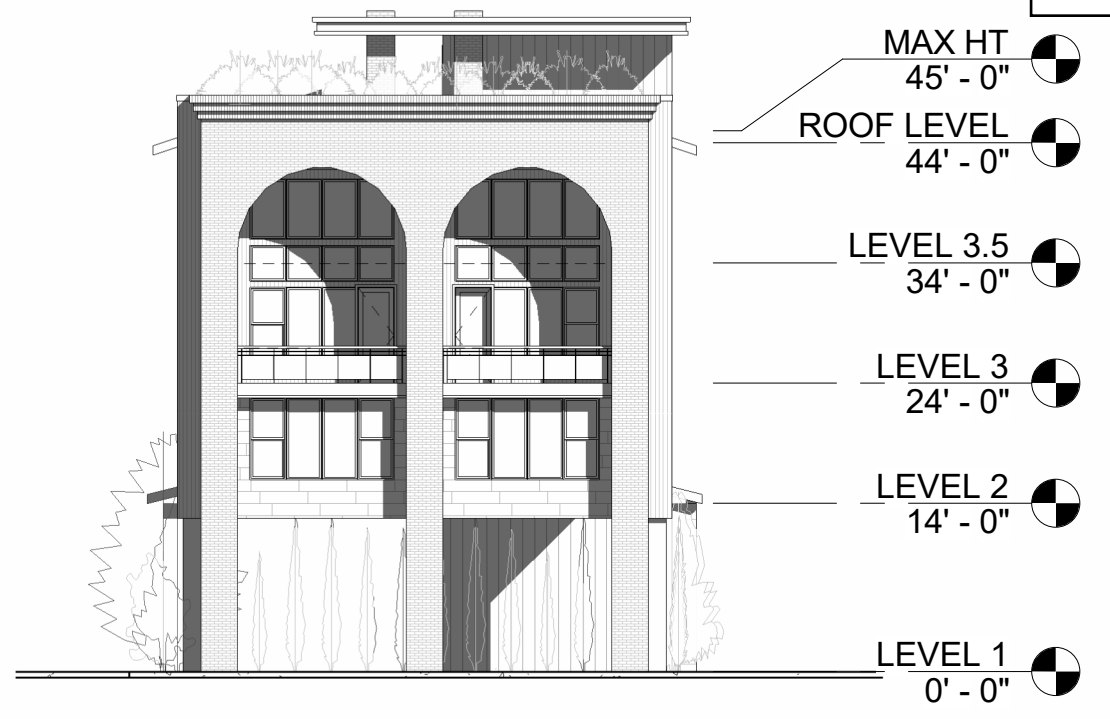 MAX HT
45' - 0"
ROOF LEVEL
44' - 0"
LEVEL 3.5
34' - 0"
LEVEL 3
24' - 0"
LEVEL 2
14' - 0"
LEVEL 1
0' - 0"